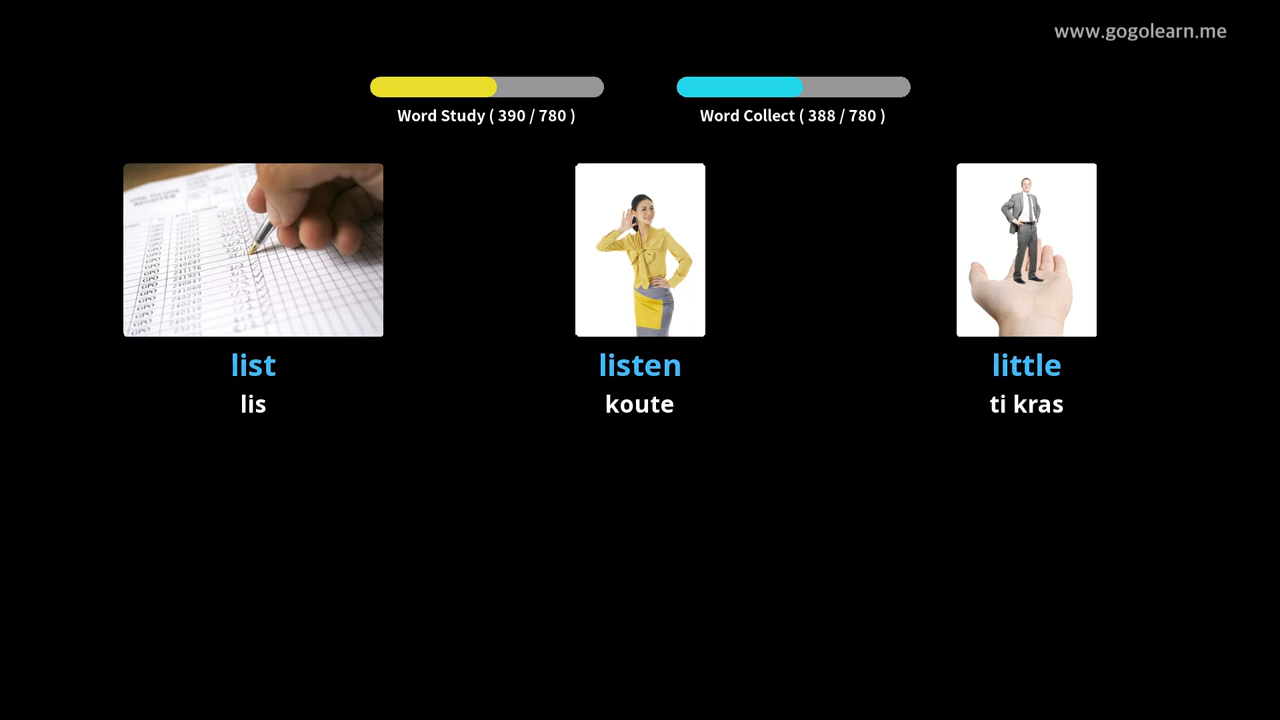 www.gogolearn.me
Word Study ( 390 / 780 )
Word Collect ( 388 / 780 )
list
listen
little
lis
koute
ti kras